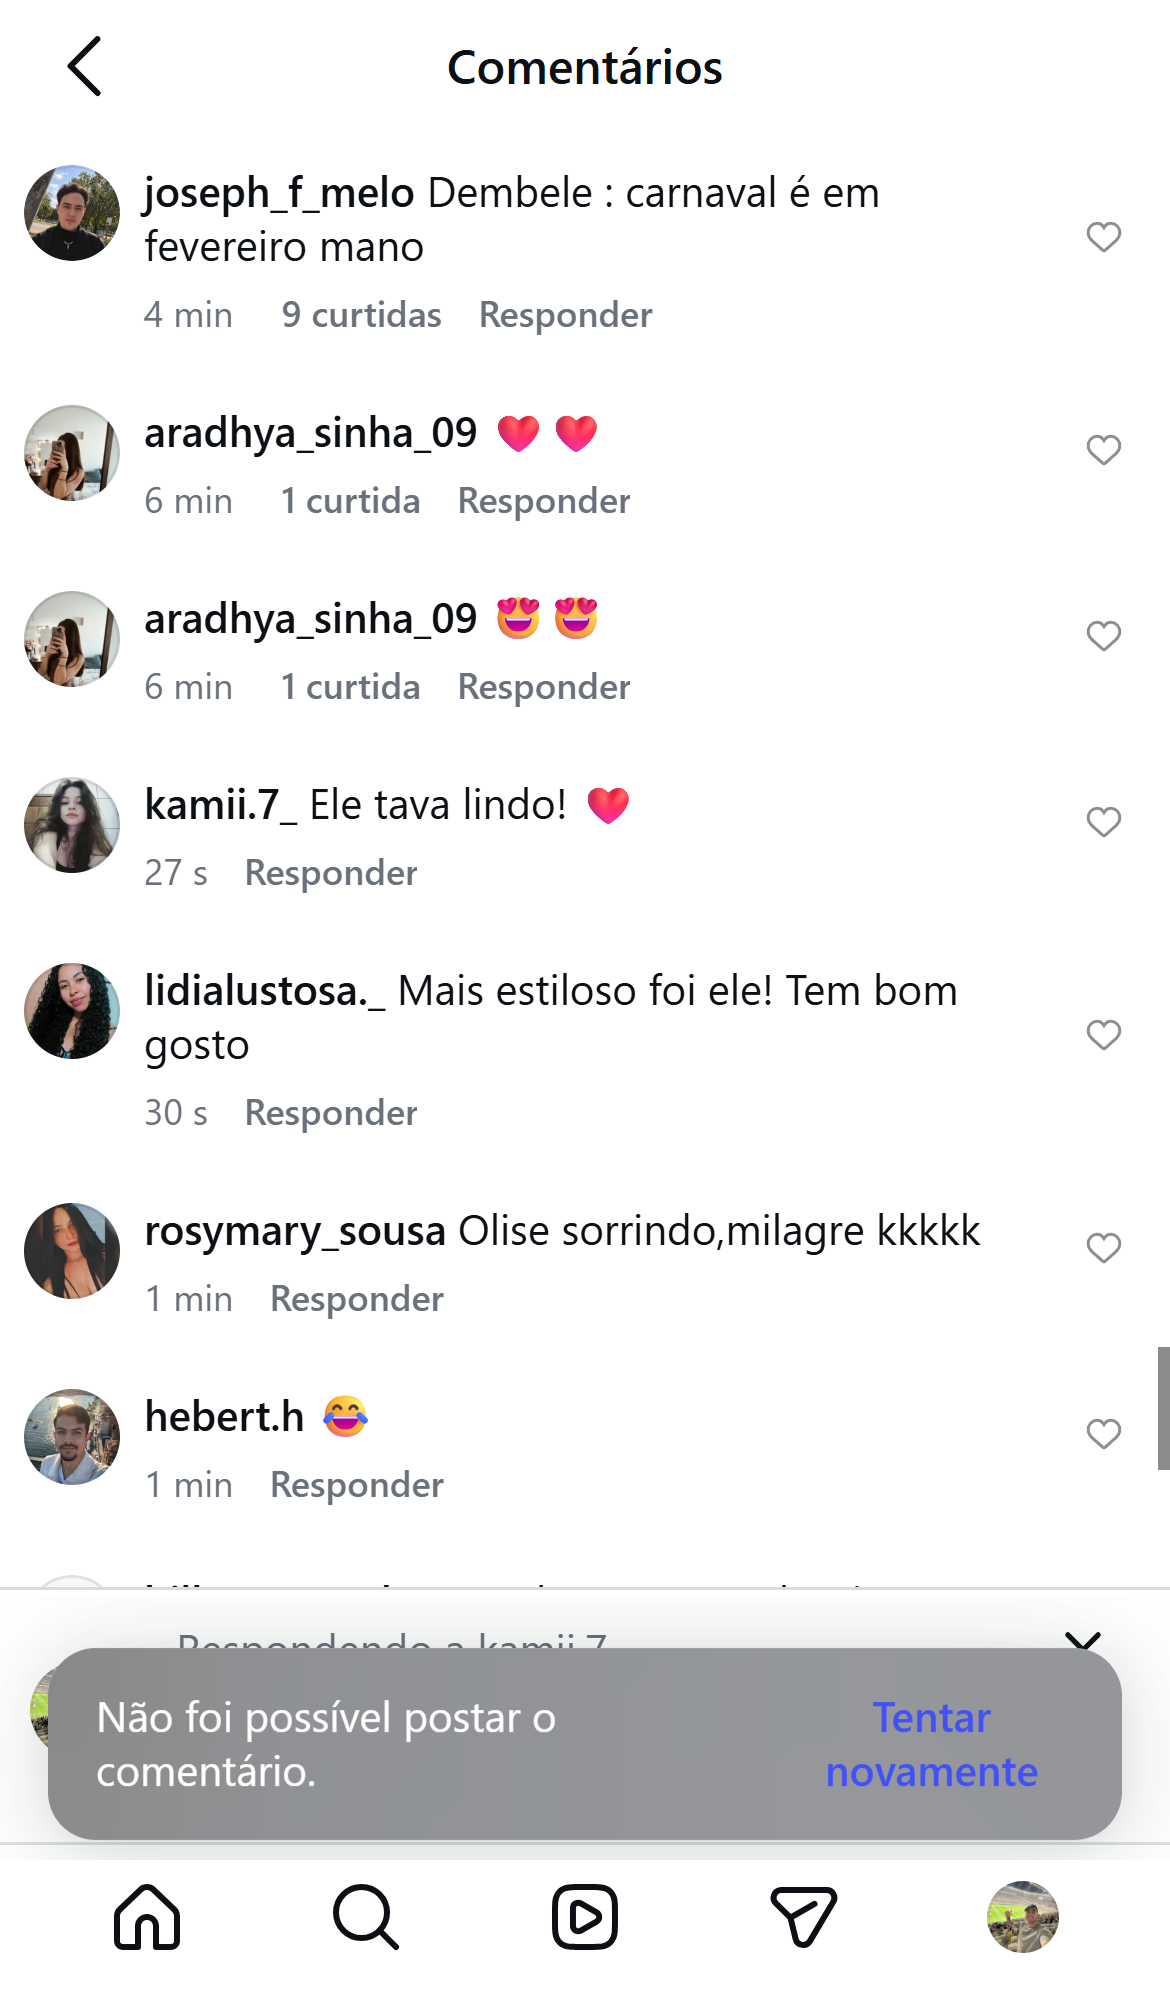 Comentários
joseph_f_melo Dembele : carnaval é em
fevereiro mano
4 min 9 curtidas Responder
aradhya_sinha_09 ❤️ ❤️
6 min 1 curtida Responder
aradhya_sinha_09 😍 😍
6 min 1 curtida Responder
kamii.7_ Ele tava lindo! ❤️
27 s Responder
lidialustosa._ Mais estiloso foi ele! Tem bom
gosto
30 s Responder
rosymary_sousa Olise sorrindo,milagre kkkkk
1 min Responder
hebert.h 😂
1 min Responder
Respondendo a kamii.7_
Não foi possível postar o
comentário.
Tentar
novamente